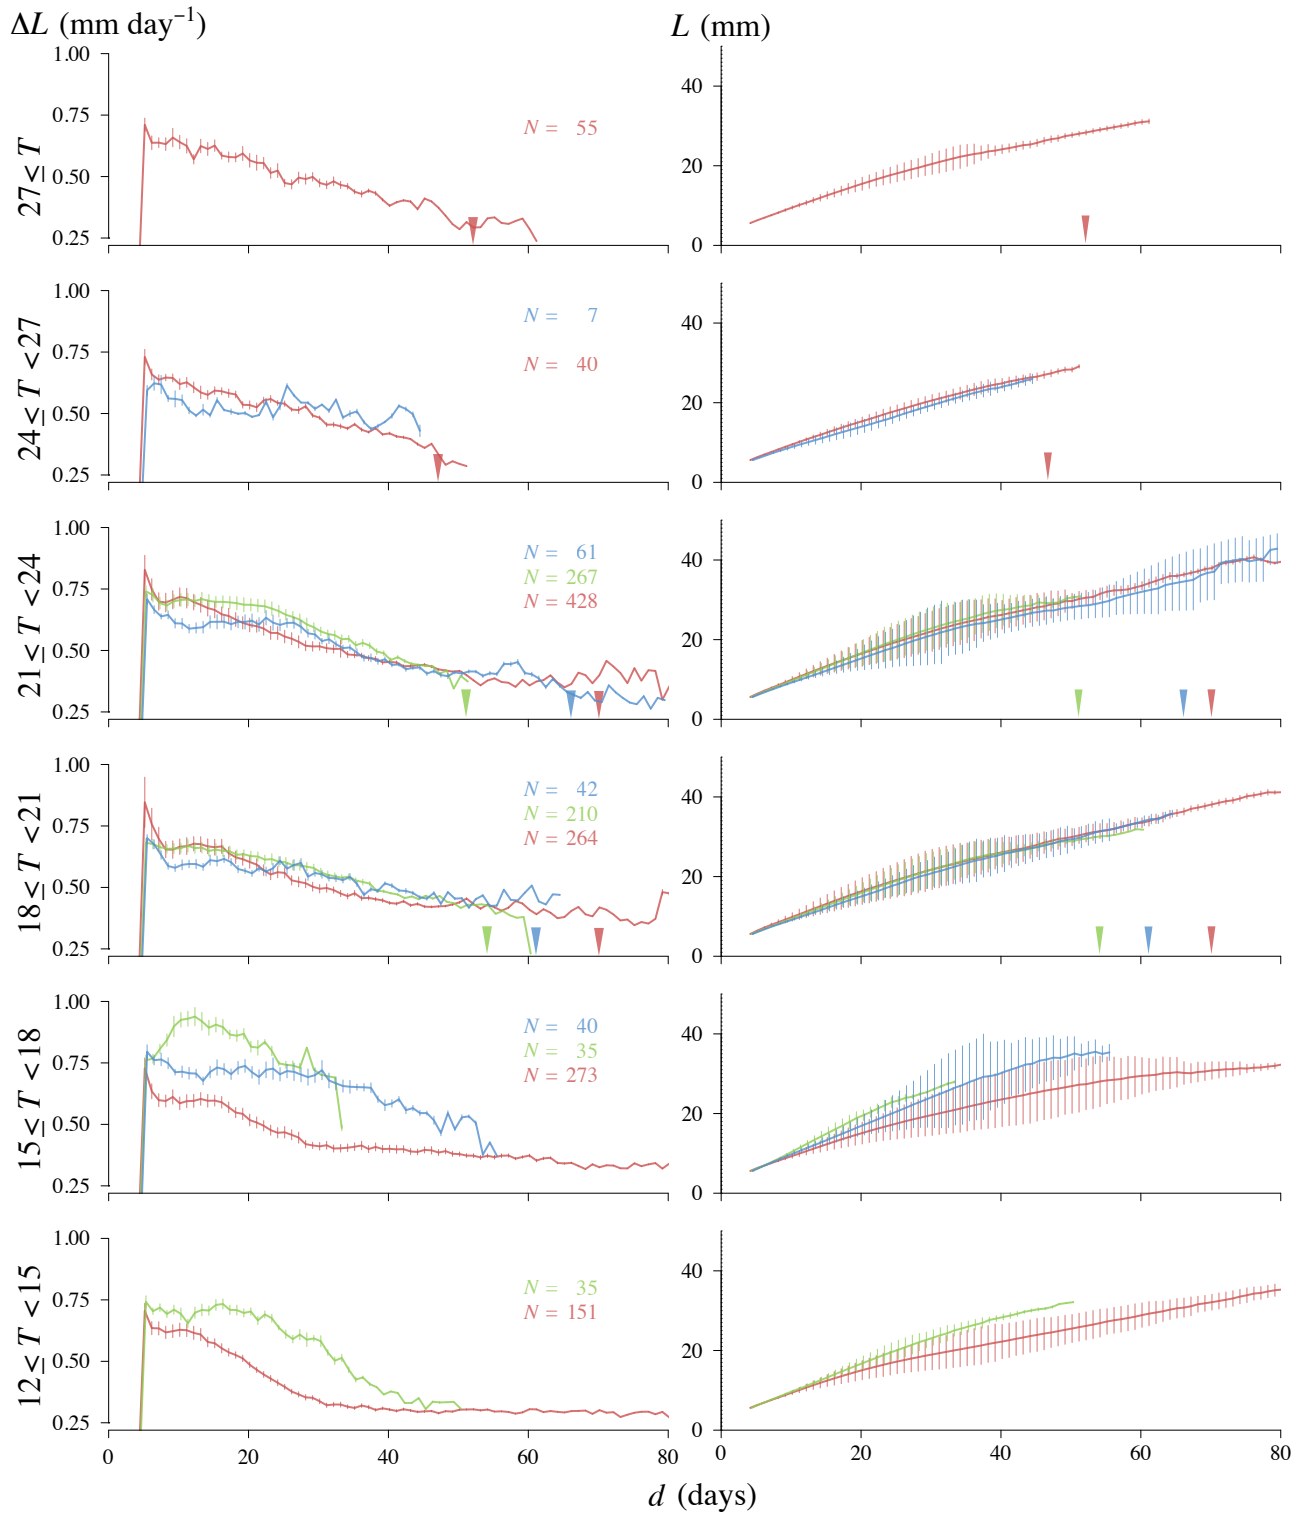 ΔL (mm day⁻¹)
L (mm)
27 ≤ T
1.00
0.75
0.50
0.25
N = 55
40
20
0
24 ≤ T < 27
1.00
0.75
0.50
0.25
N = 7
N = 40
40
20
0
21 ≤ T < 24
1.00
0.75
0.50
0.25
N = 61
N = 267
N = 428
40
20
0
18 ≤ T < 21
1.00
0.75
0.50
0.25
N = 42
N = 210
N = 264
40
20
0
15 ≤ T < 18
1.00
0.75
0.50
0.25
N = 40
N = 35
N = 273
40
20
0
12 ≤ T < 15
1.00
0.75
0.50
0.25
N = 35
N = 151
40
20
0
0 20 40 60 80
0 20 40 60 80
d (days)